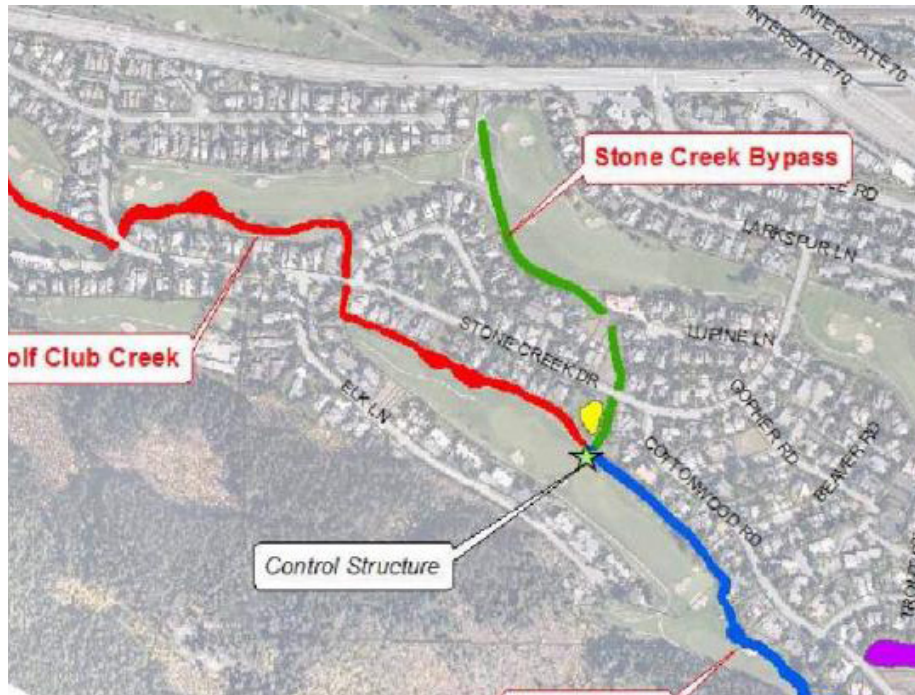 INTERSTATE 70
INTERSTATE 70
Stone Creek Bypass
RD
LARKSPUR LN
LUPINE LN
olf Club Creek
STONE CREEK DR
ELK LN
GOPHER RD
BEAVER RD
COTTONWOOD RD
Control Structure